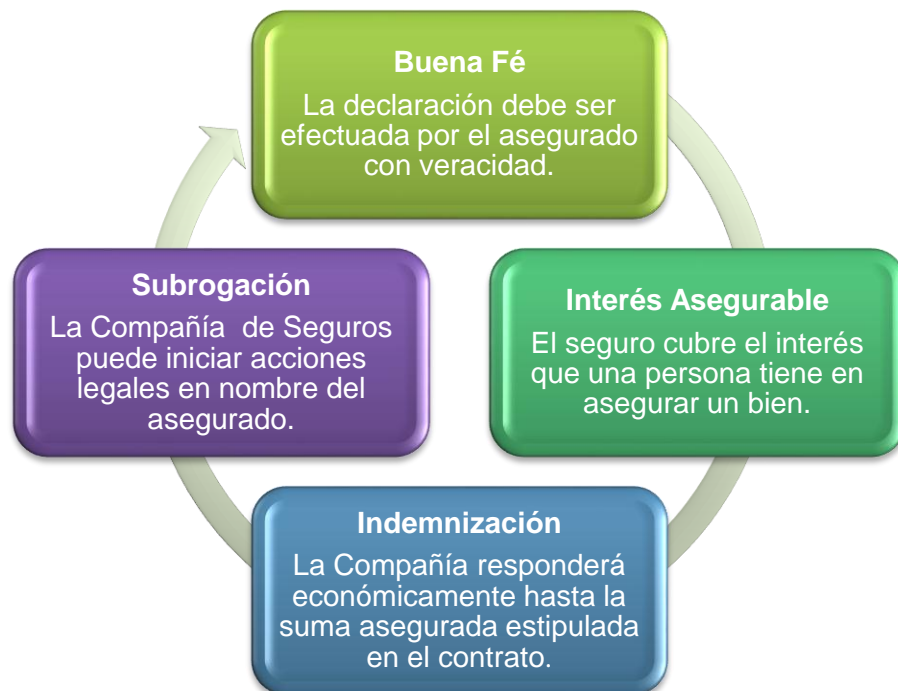 Buena Fé
La declaración debe ser
efectuada por el asegurado
con veracidad.
Interés Asegurable
El seguro cubre el interés
que una persona tiene en
asegurar un bien.
Indemnización
La Compañía responderá
económicamente hasta la
suma asegurada estipulada
en el contrato.
Subrogación
La Compañía  de Seguros
puede iniciar acciones
legales en nombre del
asegurado.